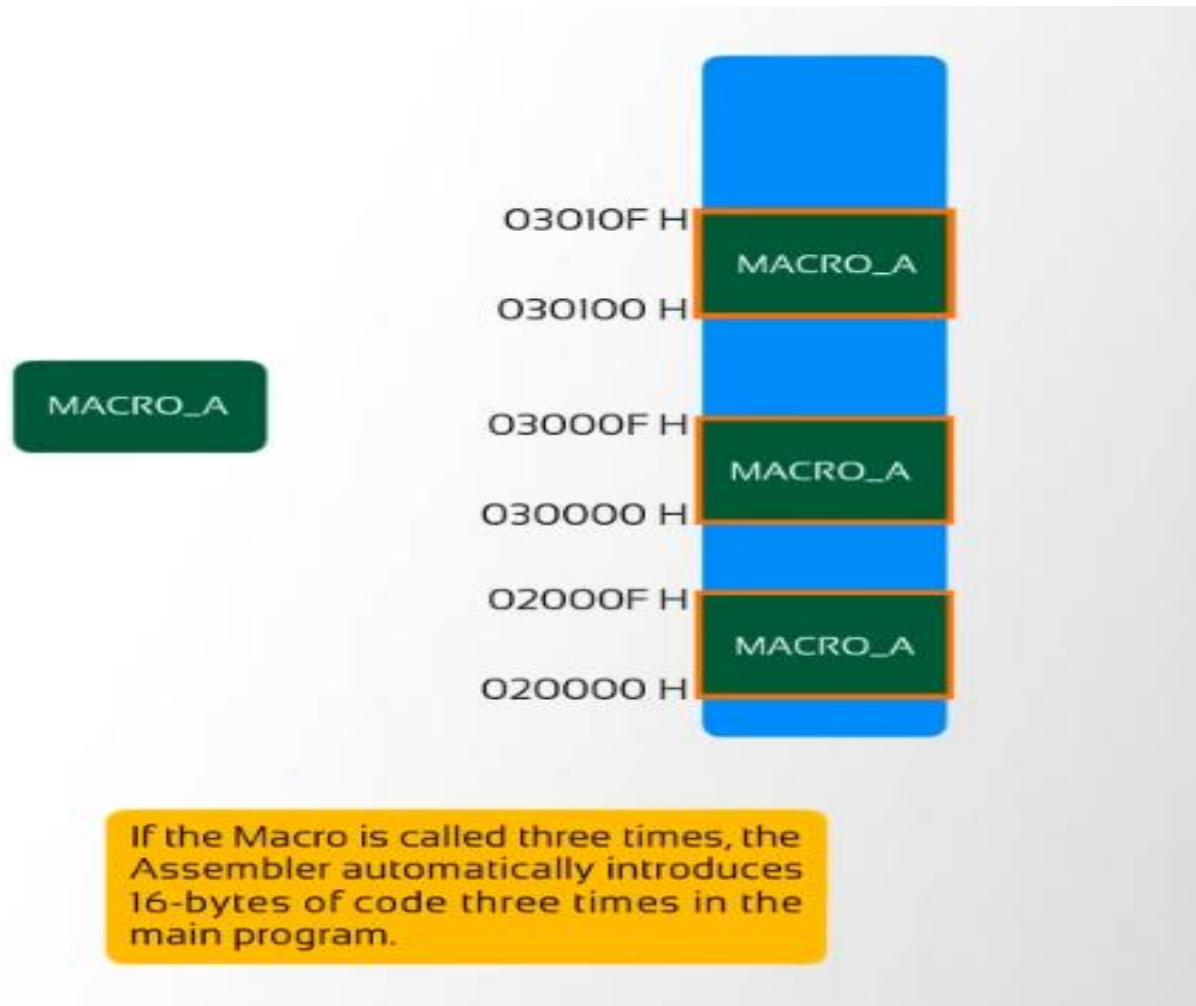 03010F H
MACRO_A
030100 H
MACRO_A
03000F H
MACRO_A
030000 H
02000F H
MACRO_A
020000 H
If the Macro is called three times, the
Assembler automatically introduces
16-bytes of code three times in the
main program.